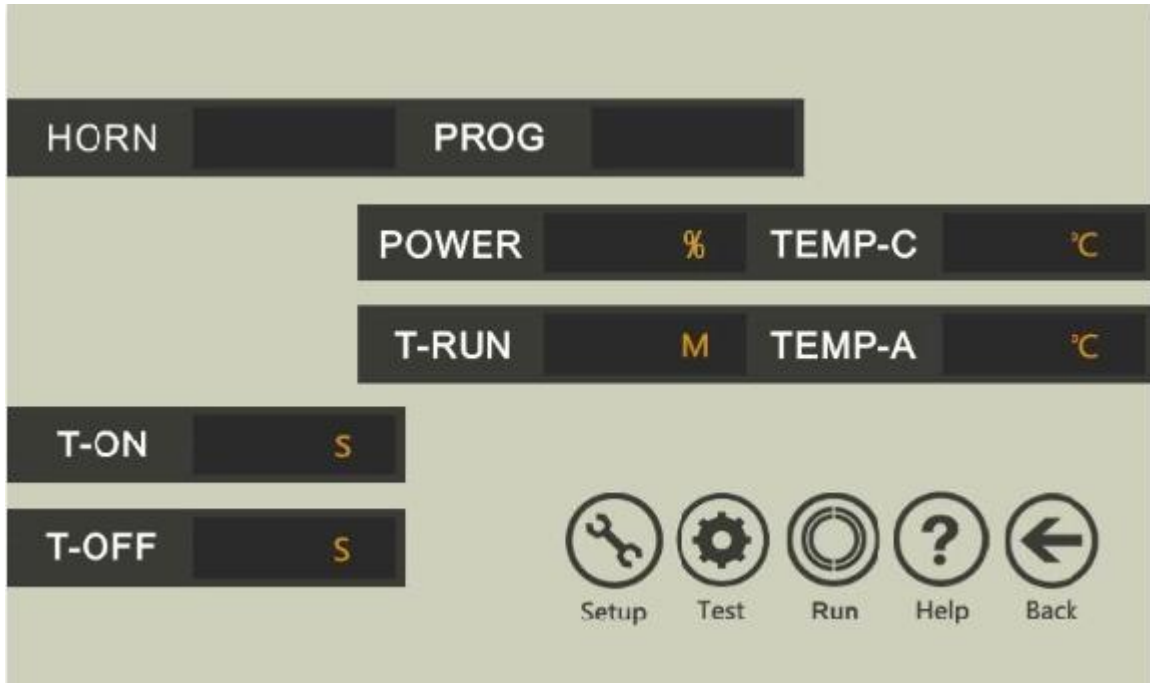 HORN PROG
POWER % TEMP-C ℃
T-RUN M TEMP-A ℃
T-ON S
T-OFF S
Setup Test Run Help Back